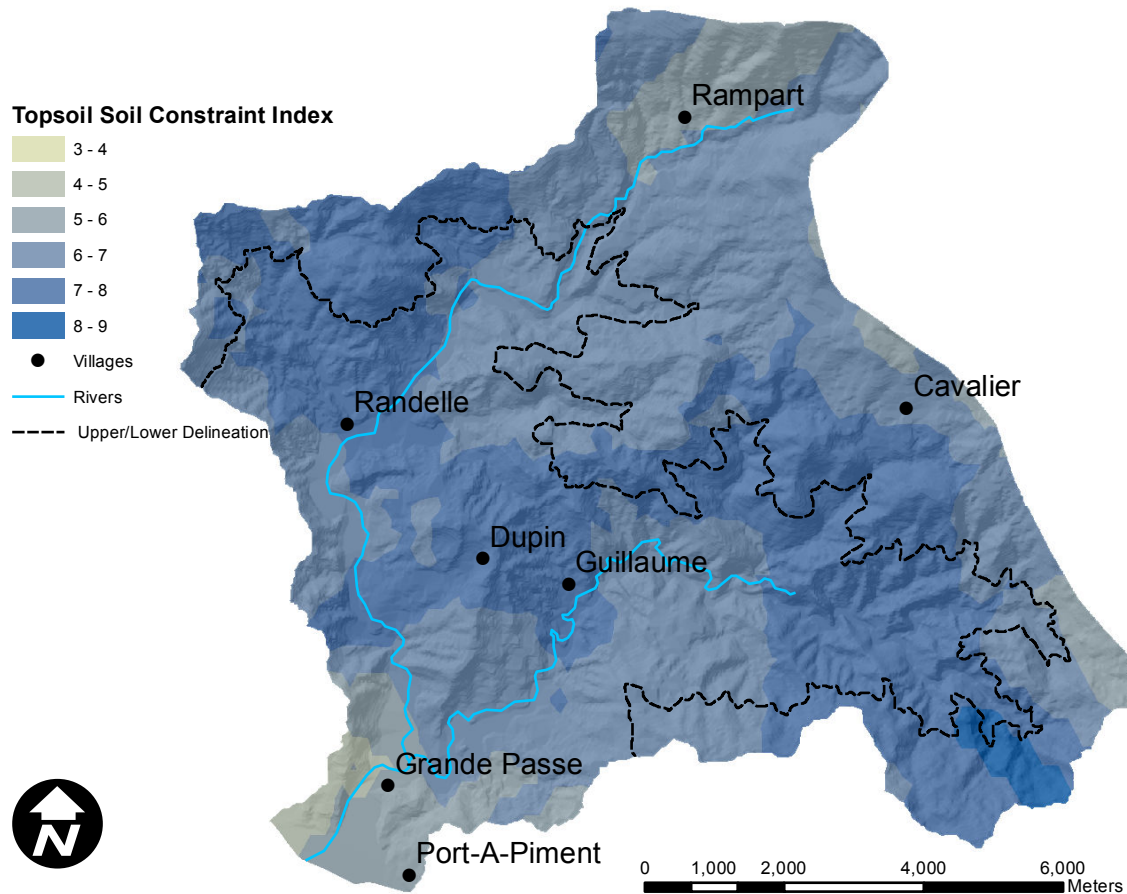 Rampart
Topsoil Soil Constraint Index
3 - 4
4 - 5
5 - 6
6 - 7
7 - 8
8 - 9
Villages
Rivers
Upper/Lower Delineation
Cavalier
Randelle
Dupin
Guillaume
Grande Passe
Port-A-Piment
N
0 1,000 2,000 4,000 6,000
Meters